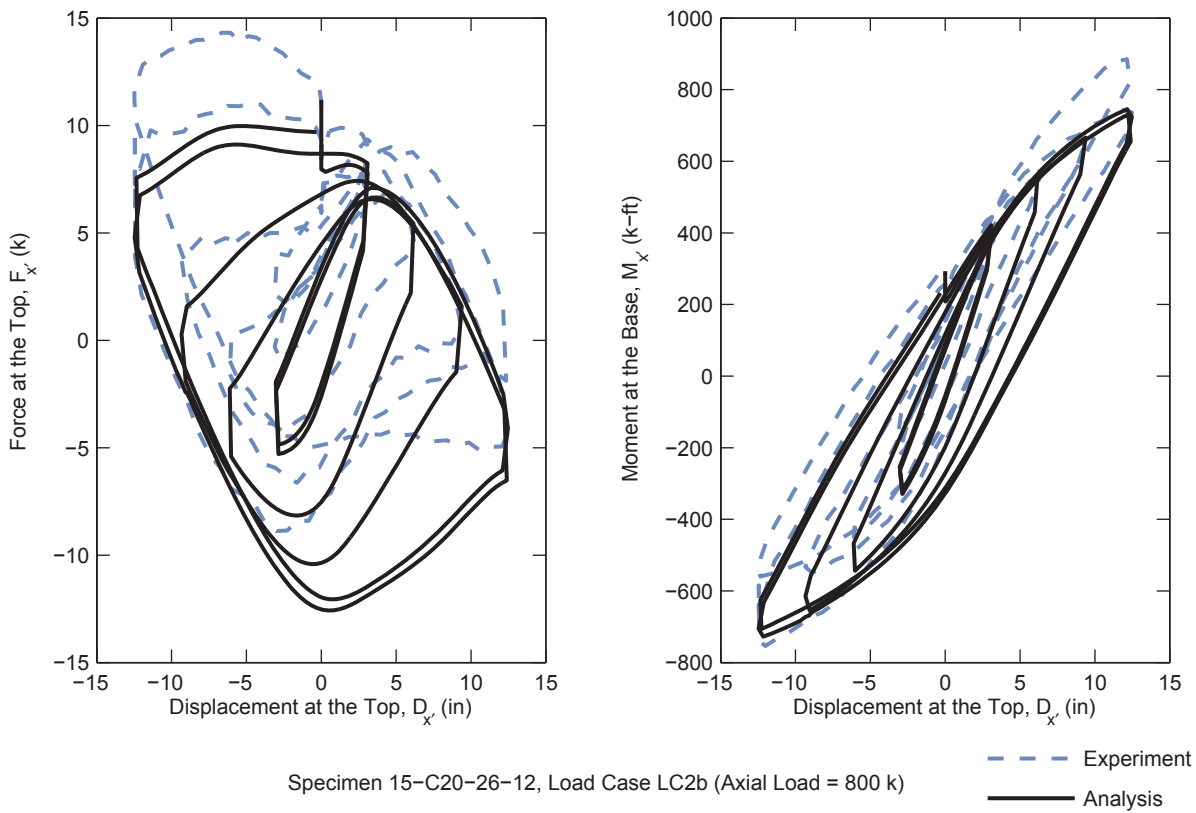 15
10
5
0
−5
−10
−15
−15 −10 −5 0 5 10 15
Force at the Top, Fx′ (k)
Displacement at the Top, Dx′ (in)
1000
800
600
400
200
0
−200
−400
−600
−800
−15 −10 −5 0 5 10 15
Moment at the Base, Mx′ (k−ft)
Displacement at the Top, Dx′ (in)
Experiment
Analysis
Specimen 15−C20−26−12, Load Case LC2b (Axial Load = 800 k)